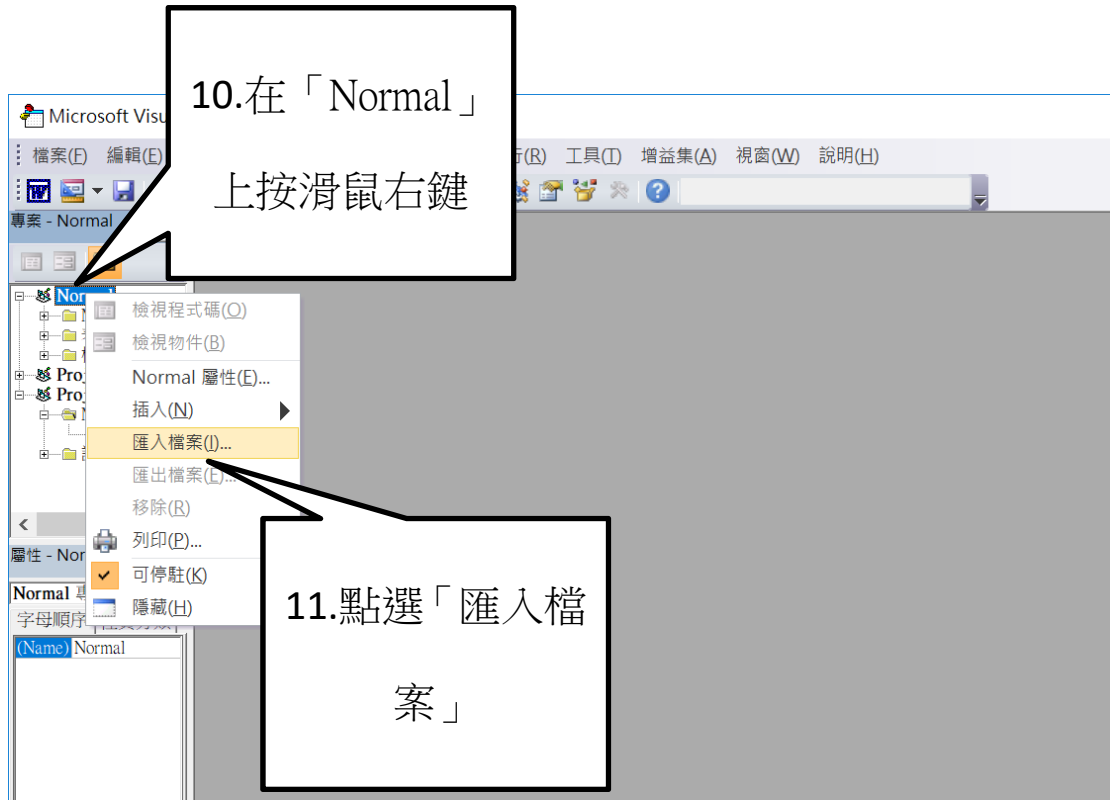 10.在「Normal」
上按滑鼠右鍵
Microsoft Visu
檔案(F) 編輯(E) 行(R) 工具(T) 增益集(A) 視窗(W) 說明(H)
專案 - Normal
Normal
檢視程式碼(O)
檢視物件(B)
Normal 屬性(E)...
插入(N)
匯入檔案(I)...
匯出檔案(E)...
移除(R)
列印(P)...
可停駐(K)
隱藏(H)
Proj
Proj
屬性 - Nor
Normal
字母順序
(Name) Normal
11.點選「匯入檔
案」